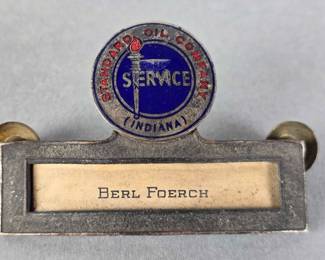 STANDARD OIL COMPANY
SERVICE
(INDIANA)
BERL FOERCH